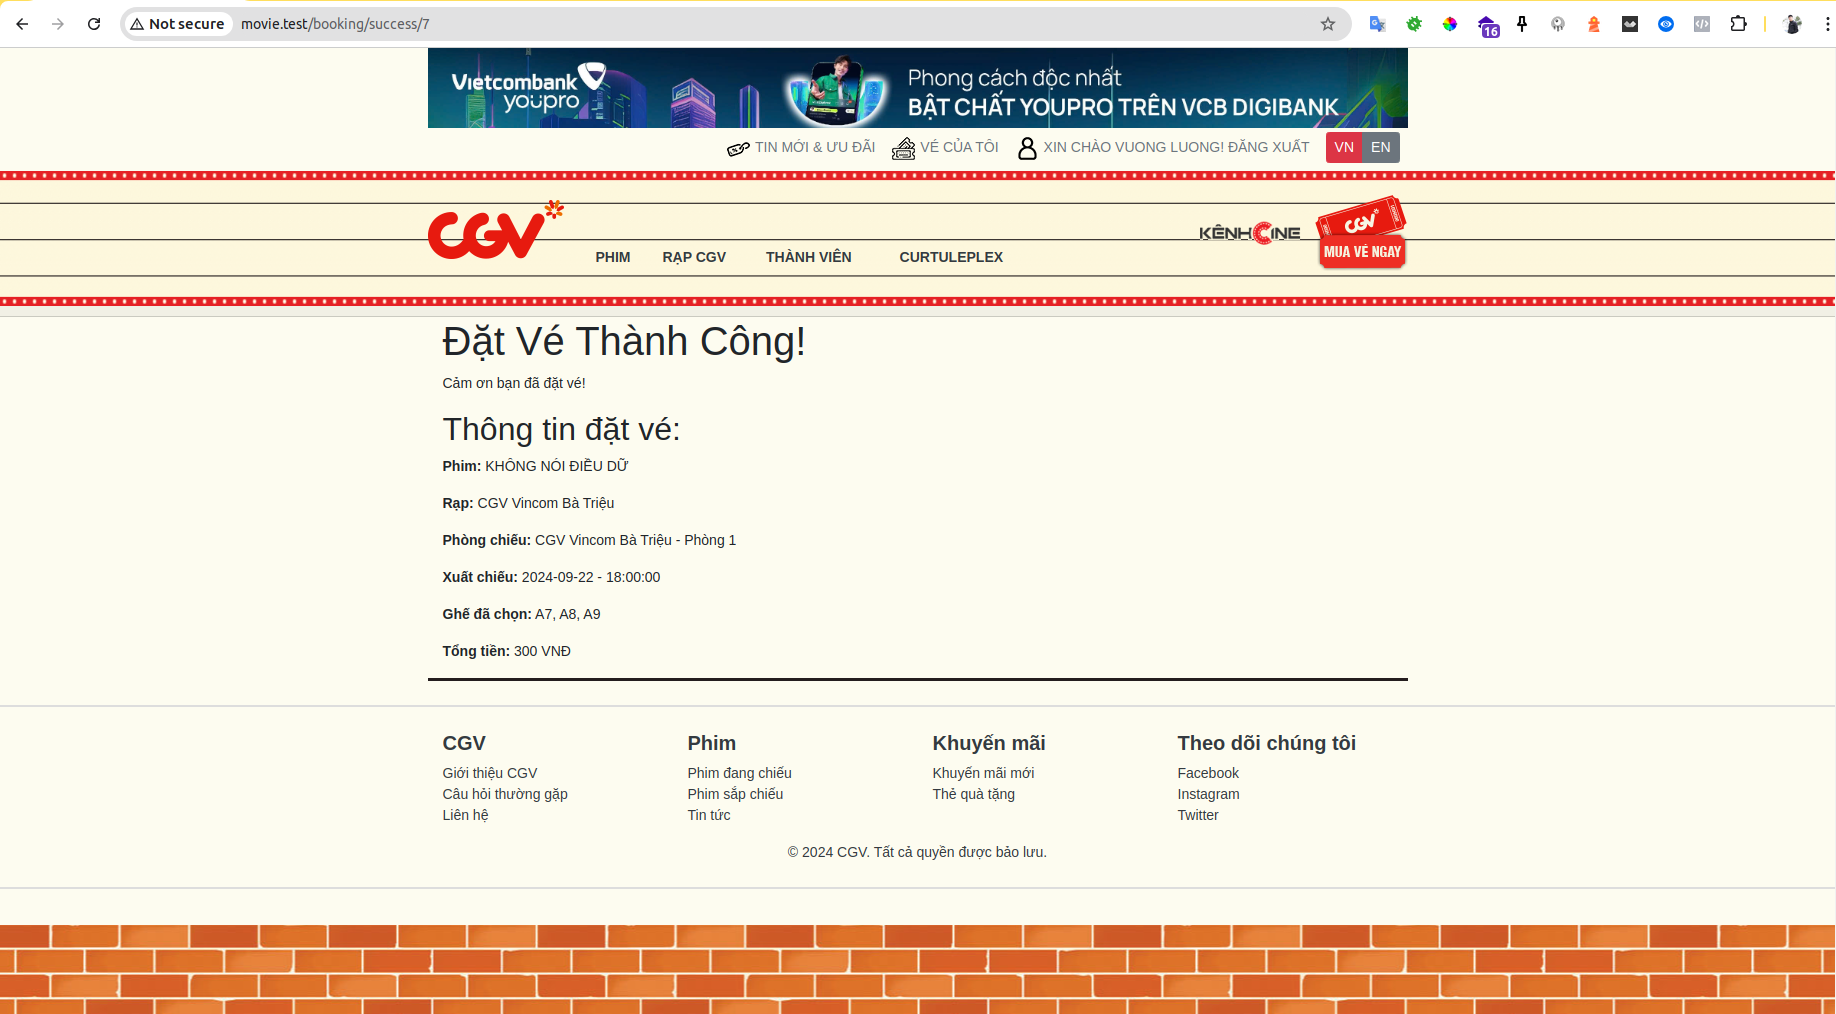 Not secure movie.test/booking/success/7
16
Vietcombank
youpro
Phong cách độc nhất
BẬT CHẤT YOUPRO TRÊN VCB DIGIBANK
TIN MỚI & ƯU ĐÃI VÉ CỦA TÔI XIN CHÀO VUONG LUONG! ĐĂNG XUẤT VN EN
CGV
KÊNH CINE
CGV
MUA VÉ NGAY
PHIM RẠP CGV THÀNH VIÊN CURTULEPLEX
Đặt Vé Thành Công!
Cảm ơn bạn đã đặt vé!
Thông tin đặt vé:
Phim: KHÔNG NÓI ĐIỀU DỮ
Rạp: CGV Vincom Bà Triệu
Phòng chiếu: CGV Vincom Bà Triệu - Phòng 1
Xuất chiếu: 2024-09-22 - 18:00:00
Ghế đã chọn: A7, A8, A9
Tổng tiền: 300 VNĐ
CGV Phim Khuyến mãi Theo dõi chúng tôi
Giới thiệu CGV Phim đang chiếu Khuyến mãi mới Facebook
Câu hỏi thường gặp Phim sắp chiếu Thẻ quà tặng Instagram
Liên hệ Tin tức Twitter
© 2024 CGV. Tất cả quyền được bảo lưu.